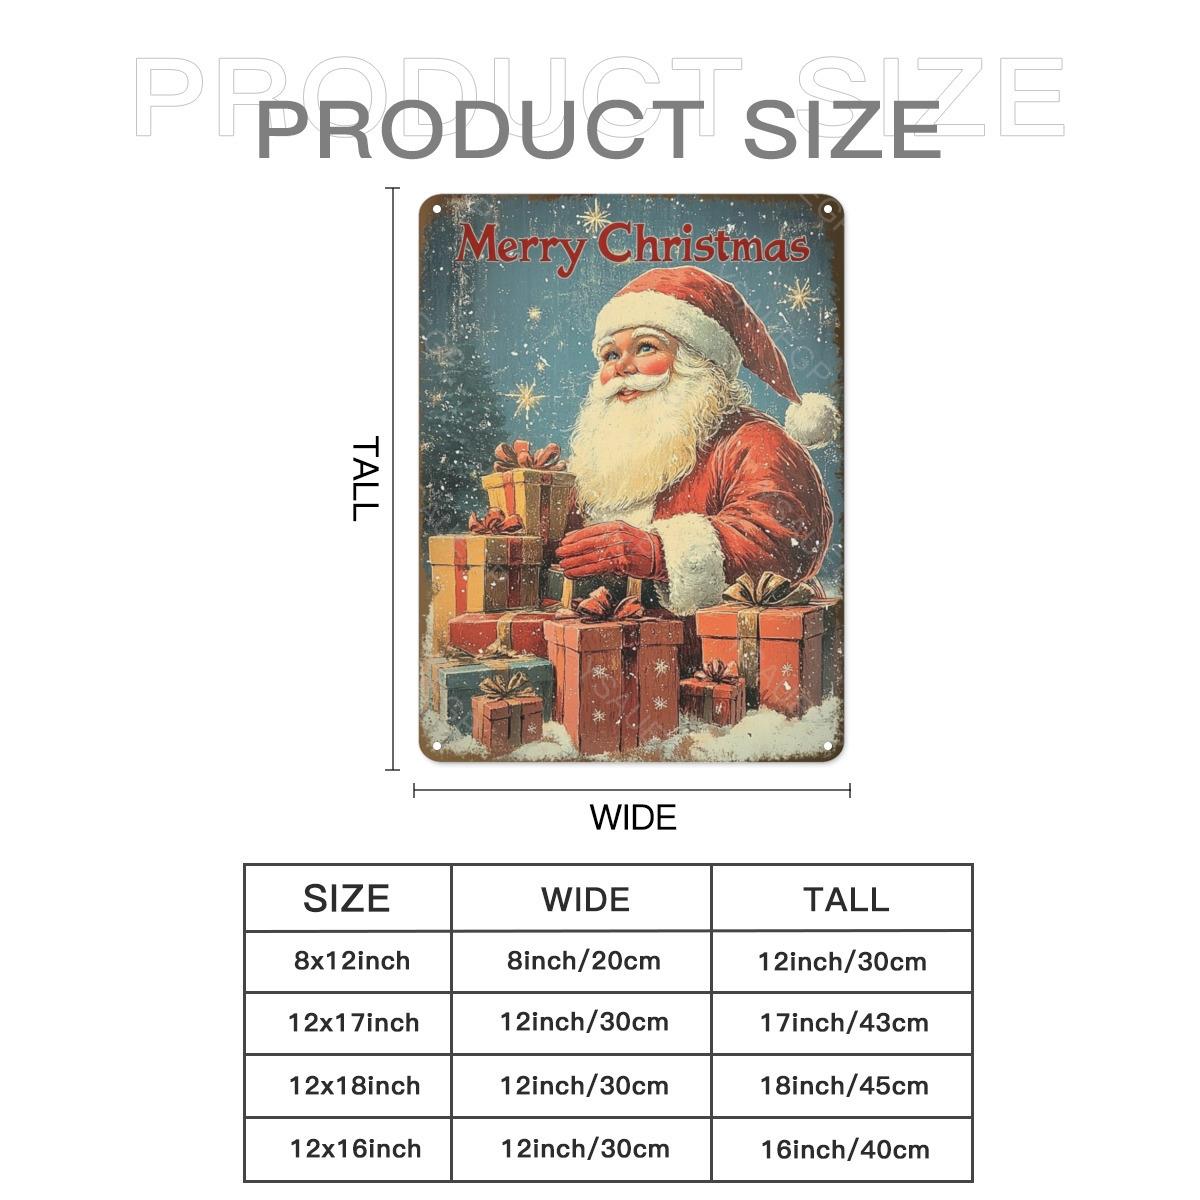 PRODUCT SIZE
PRODUCT SIZE
Merry Christmas
TALL
WIDE
SIZE WIDE TALL
8x12inch 8inch/20cm 12inch/30cm
12x17inch 12inch/30cm 17inch/43cm
12x18inch 12inch/30cm 18inch/45cm
12x16inch 12inch/30cm 16inch/40cm